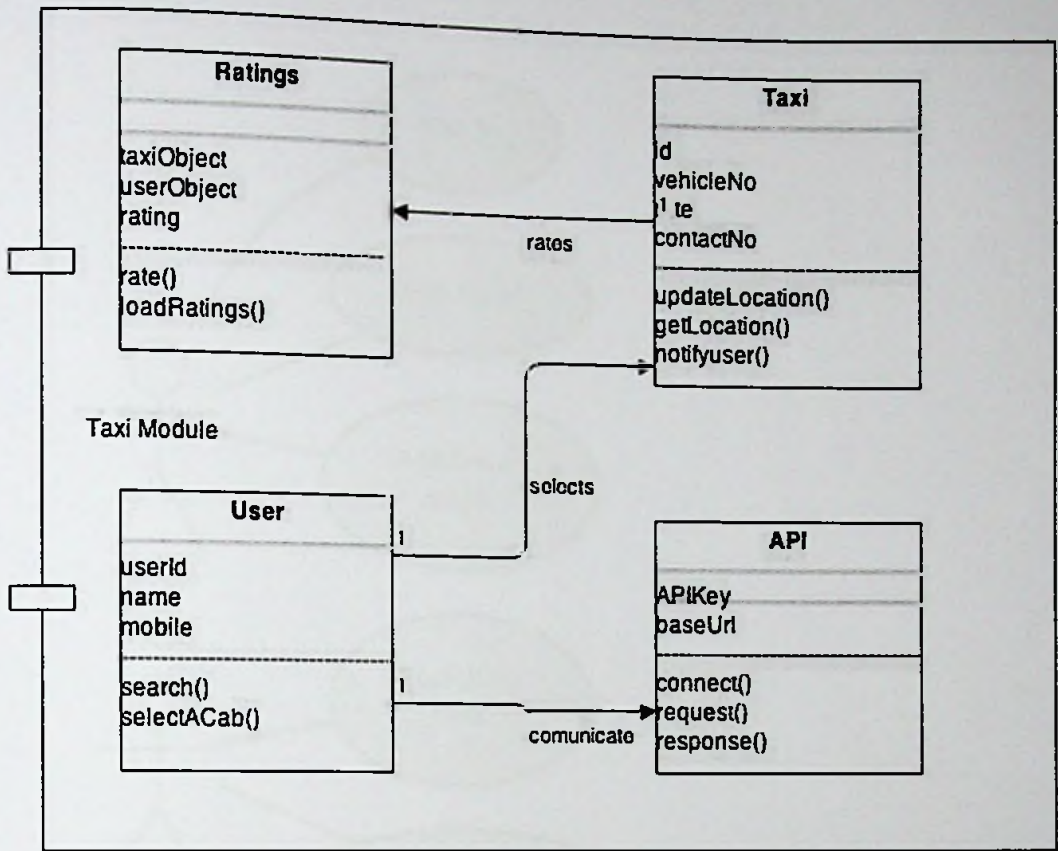 Ratings
taxiObject
userObject
rating
rate()
loadRatings()
Taxi
id
vehicleNo
contactNo
updateLocation()
getLocation()
notifyuser()
rates
Taxi Module
selects
User
1
userId
name
mobile
search()
selectACab()
1
comunicate
API
APIKey
baseUrl
connect()
request()
response()